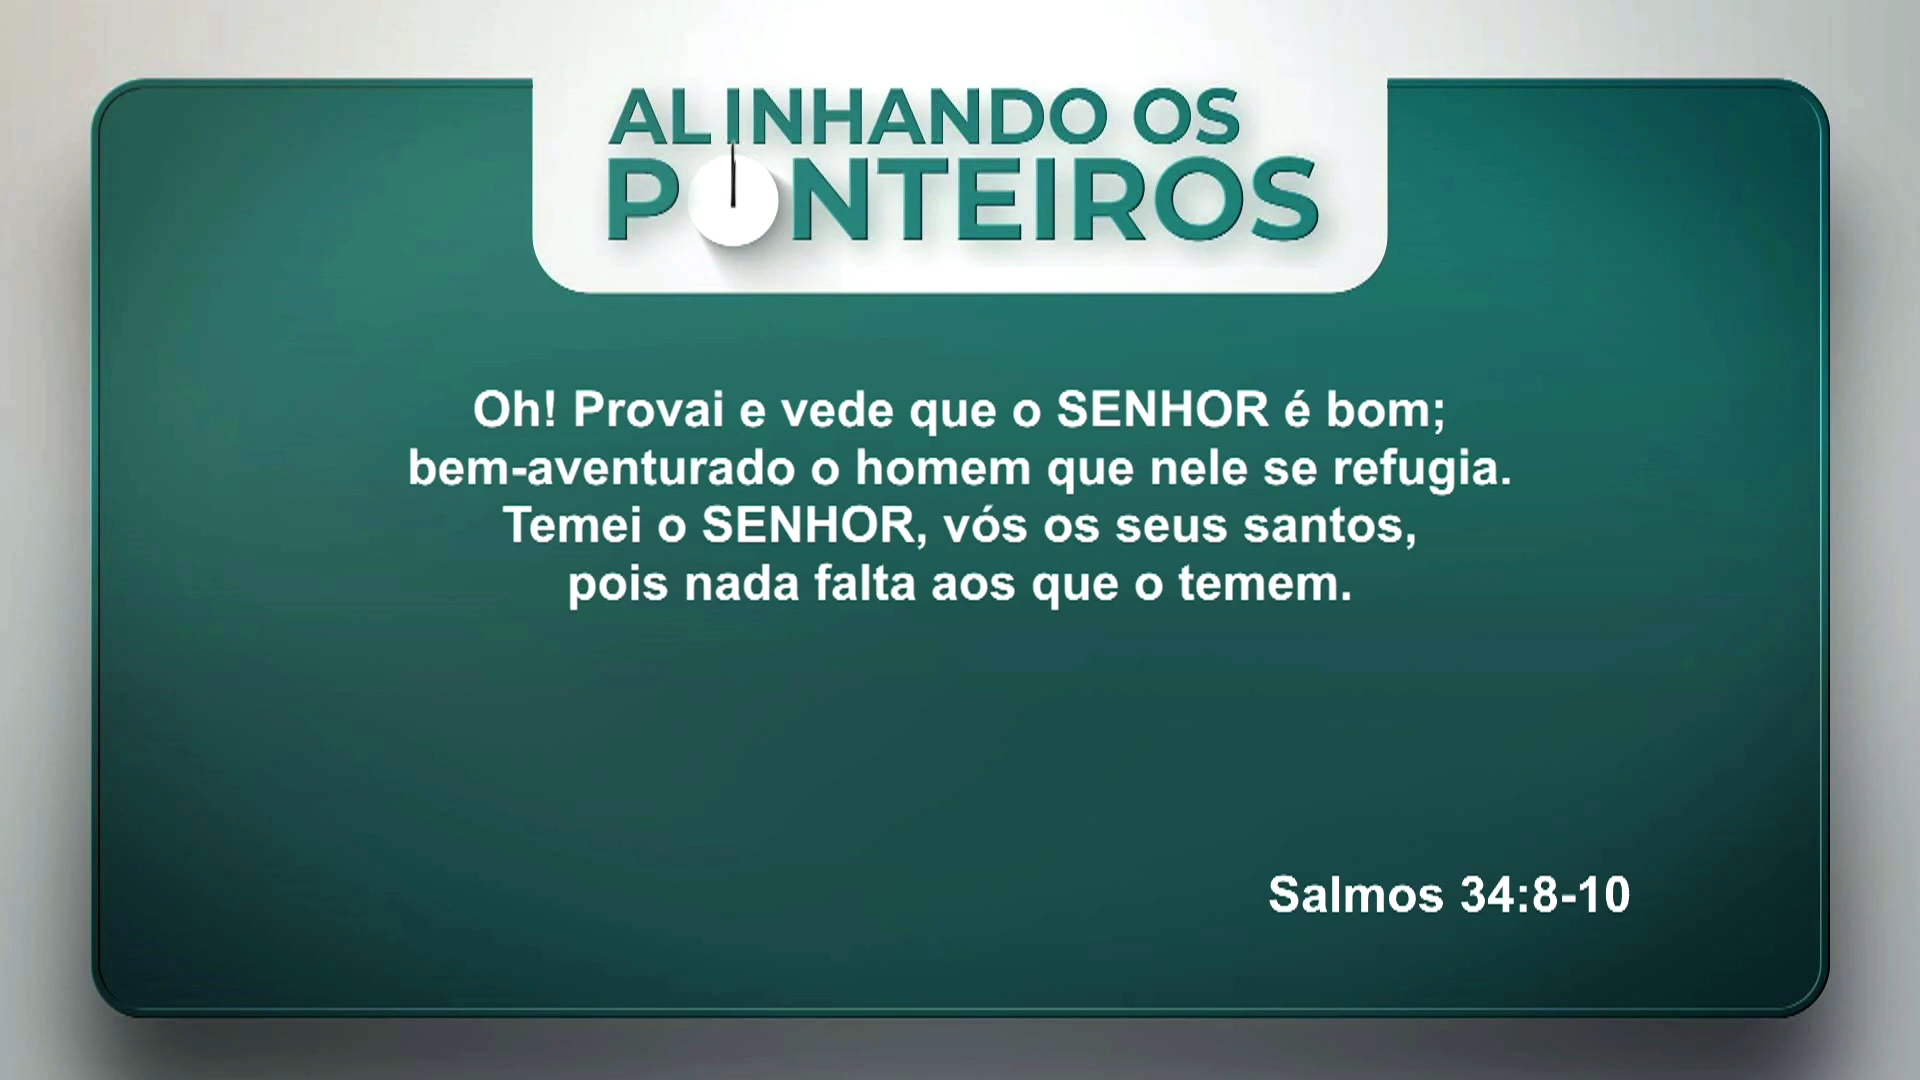 ALINHANDO OS
PONTEIROS
Oh! Provai e vede que o SENHOR é bom;
bem-aventurado o homem que nele se refugia.
Temei o SENHOR, vós os seus santos,
pois nada falta aos que o temem.
Salmos 34:8-10